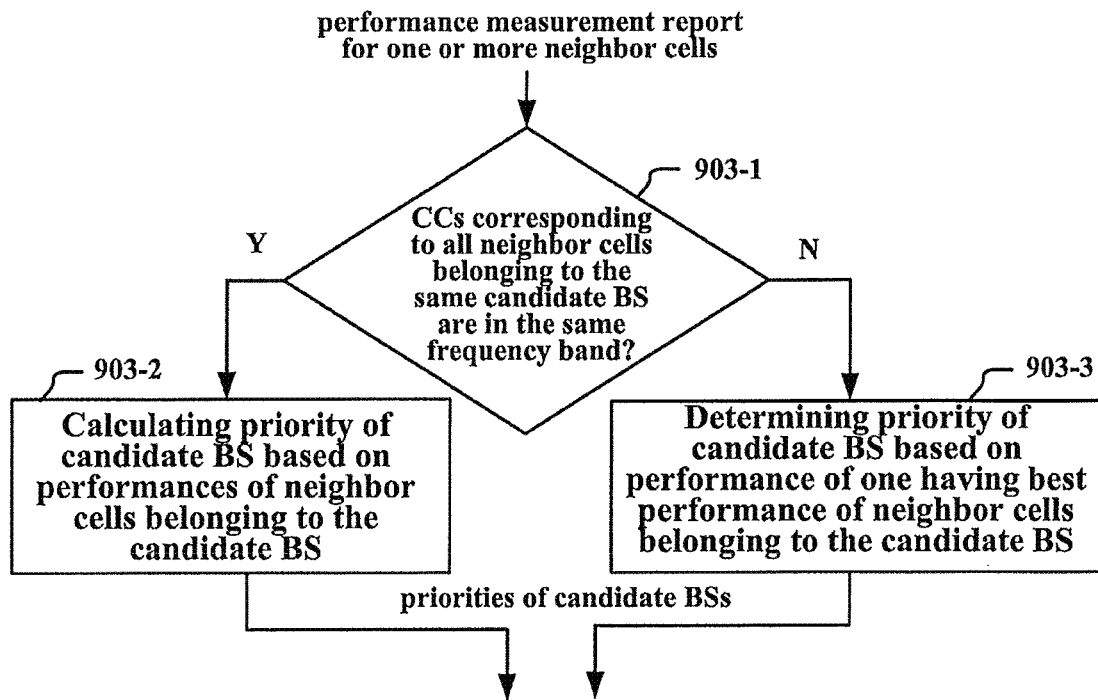 performance measurement report
for one or more neighbor cells
903-1
CCs corresponding
to all neighbor cells
belonging to the
same candidate BS
are in the same
frequency band?
Y
N
903-2
Calculating priority of
candidate BS based on
performances of neighbor
cells belonging to the
candidate BS
903-3
Determining priority of
candidate BS based on
performance of one having best
performance of neighbor cells
belonging to the candidate BS
priorities of candidate BSs